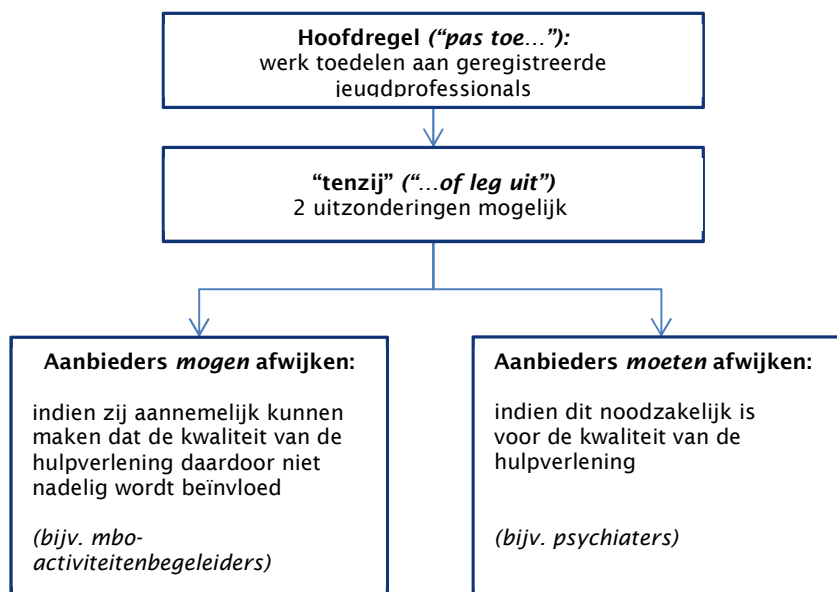 Hoofdregel (“pas toe…”):
werk toedelen aan geregistreerde
jeugdprofessionals
“tenzij” (“…of leg uit”)
2 uitzonderingen mogelijk
Aanbieders mogen afwijken:
indien zij aannemelijk kunnen
maken dat de kwaliteit van de
hulpverlening daardoor niet
nadelig wordt beïnvloed
(bijv. mbo-
activiteitenbegeleiders)
Aanbieders moeten afwijken:
indien dit noodzakelijk is
voor de kwaliteit van de
hulpverlening
(bijv. psychiaters)